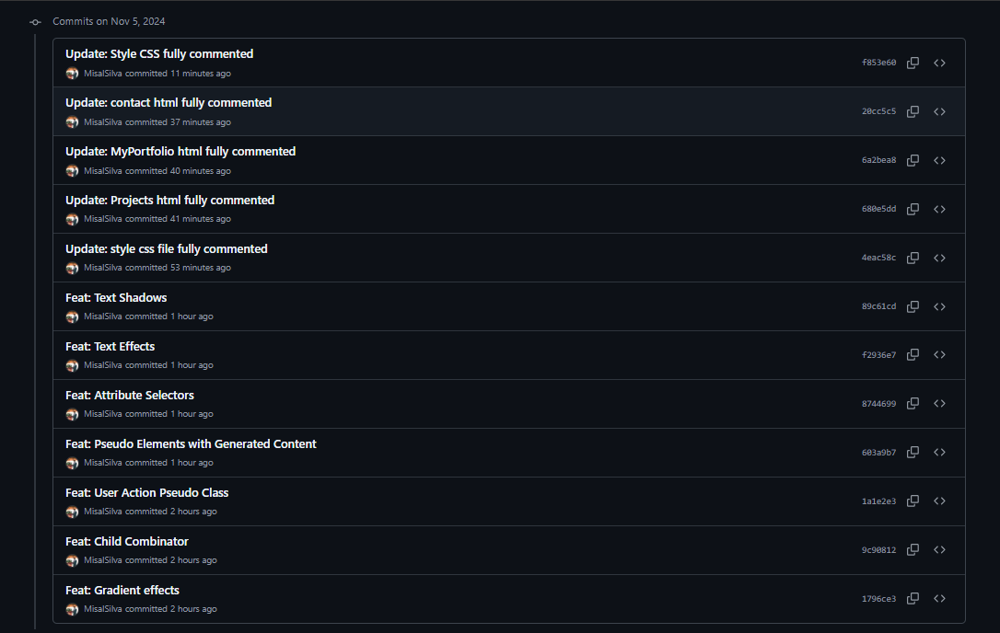 Commits on Nov 5, 2024
Update: Style CSS fully commented
MisalSilva committed 11 minutes ago
f853e60
Update: contact html fully commented
MisalSilva committed 37 minutes ago
20cc5c5
Update: MyPortfolio html fully commented
MisalSilva committed 40 minutes ago
6a2bea8
Update: Projects html fully commented
MisalSilva committed 41 minutes ago
680e5dd
Update: style css file fully commented
MisalSilva committed 53 minutes ago
4eac58c
Feat: Text Shadows
MisalSilva committed 1 hour ago
89c61cd
Feat: Text Effects
MisalSilva committed 1 hour ago
f2936e7
Feat: Attribute Selectors
MisalSilva committed 1 hour ago
8744699
Feat: Pseudo Elements with Generated Content
MisalSilva committed 1 hour ago
603a9b7
Feat: User Action Pseudo Class
MisalSilva committed 2 hours ago
1a1e2e3
Feat: Child Combinator
MisalSilva committed 2 hours ago
9c90812
Feat: Gradient effects
MisalSilva committed 2 hours ago
1796ce3